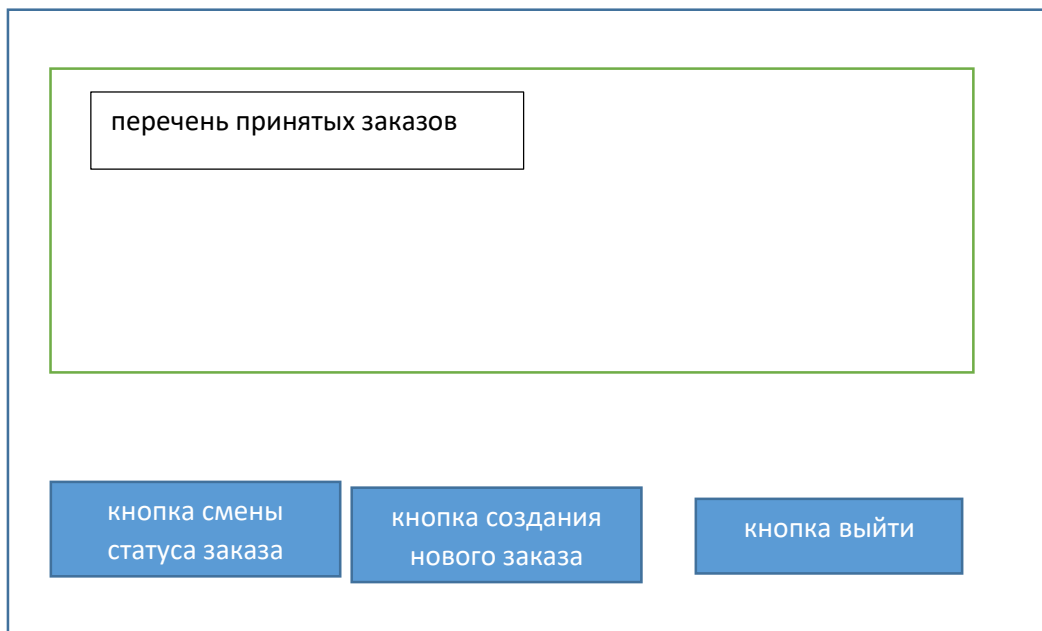 перечень принятых заказов
кнопка смены
статуса заказа
кнопка создания
нового заказа
кнопка выйти